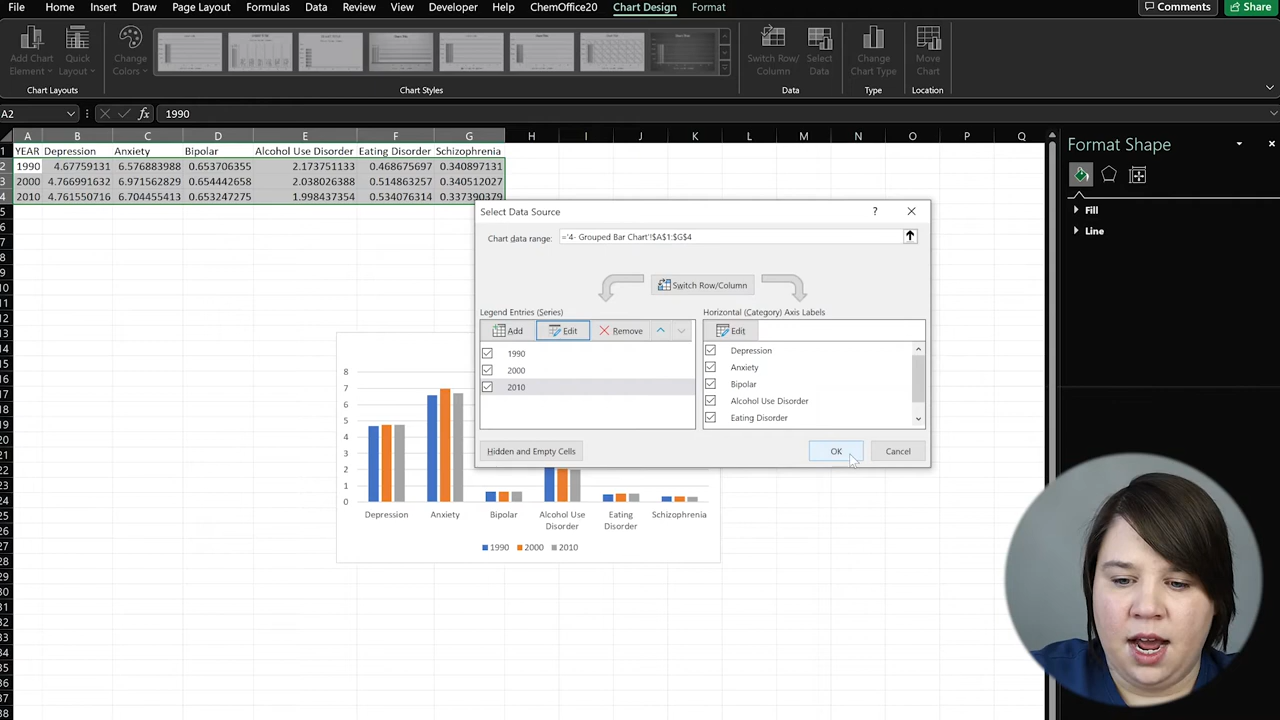 File Home Insert Draw Page Layout Formulas Data Review View Developer Help ChemOffice20 Chart Design Format Comments Share
Add Chart Element Quick Layout Change Colors Switch Row/Column Select Data Change Chart Type Move Chart
Chart Layouts Chart Styles Data Type Location
A2 fx 1990
A B C D E F G H I J K L M N O P Q
1 YEAR Depression Anxiety Bipolar Alcohol Use Disorder Eating Disorder Schizophrenia
2 1990 4.67759131 6.576883988 0.653706355 2.173751133 0.468675697 0.340897131
3 2000 4.766991632 6.971562829 0.654442658 2.038026388 0.514863257 0.340512027
4 2010 4.761550716 6.704455413 0.653247275 1.998437354 0.534076314 0.337390379
Format Shape
Fill
Line
Select Data Source ?
Chart data range: ='4- Grouped Bar Chart'!$A$1:$G$4
Switch Row/Column
Legend Entries (Series) Horizontal (Category) Axis Labels
Add Edit Remove Edit
1990 Depression
2000 Anxiety
2010 Bipolar
Alcohol Use Disorder
Eating Disorder
Hidden and Empty Cells OK Cancel
8
7
6
5
4
3
2
1
0
Depression Anxiety Bipolar Alcohol Use Disorder Eating Disorder Schizophrenia
1990 2000 2010